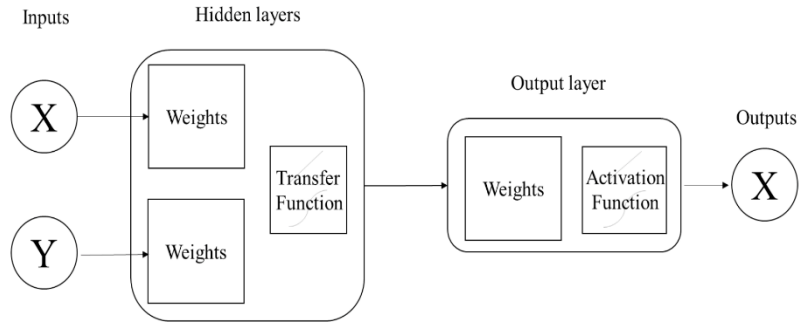 Inputs
Hidden layers
X
Weights
Y
Weights
Transfer
Function
Output layer
Weights
Activation
Function
Outputs
X